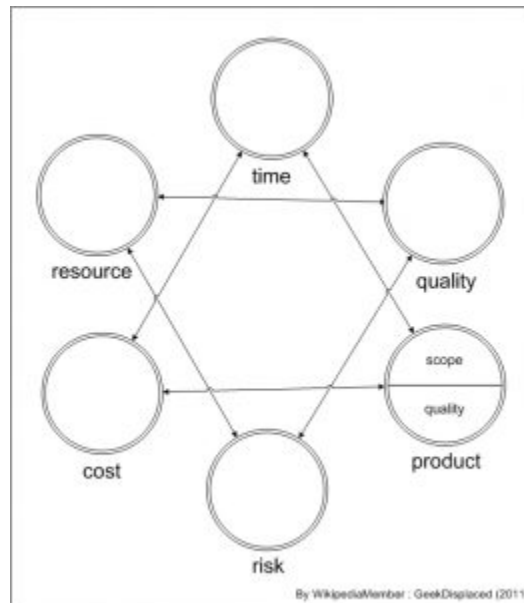 time
resource
quality
scope
quality
product
cost
risk
By WikipediaMember : GeekDisplaced (2011